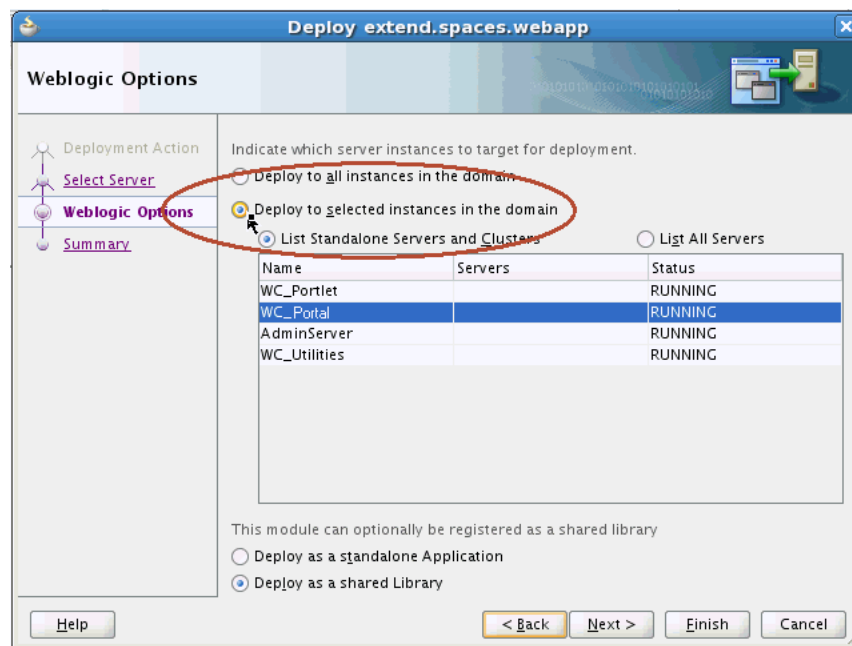 Deploy extend.spaces.webapp
Weblogic Options
Deployment Action
Select Server
Weblogic Options
Summary
Indicate which server instances to target for deployment.
Deploy to all instances in the domain
Deploy to selected instances in the domain
List Standalone Servers and Clusters List All Servers
Name Servers Status
WC_Portlet RUNNING
WC_Portal RUNNING
AdminServer RUNNING
WC_Utilities RUNNING
This module can optionally be registered as a shared library
Deploy as a standalone Application
Deploy as a shared Library
Help < Back Next > Finish Cancel